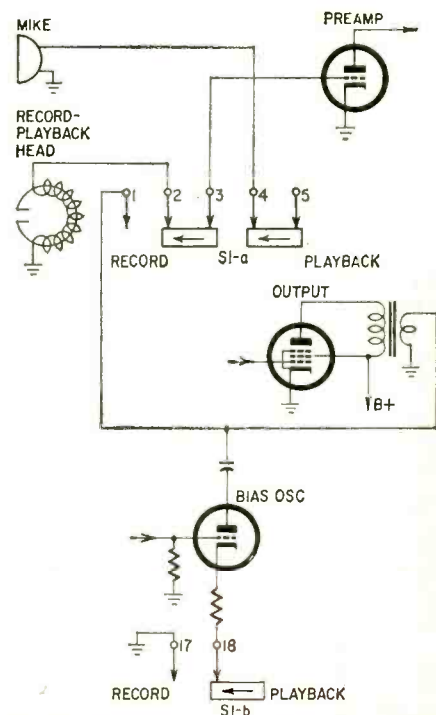 MIKE
PREAMP
RECORD-
PLAYBACK
HEAD
1 2 3 4 5
RECORD S1-a PLAYBACK
OUTPUT
B+
BIAS OSC
17 18
RECORD S1-b PLAYBACK